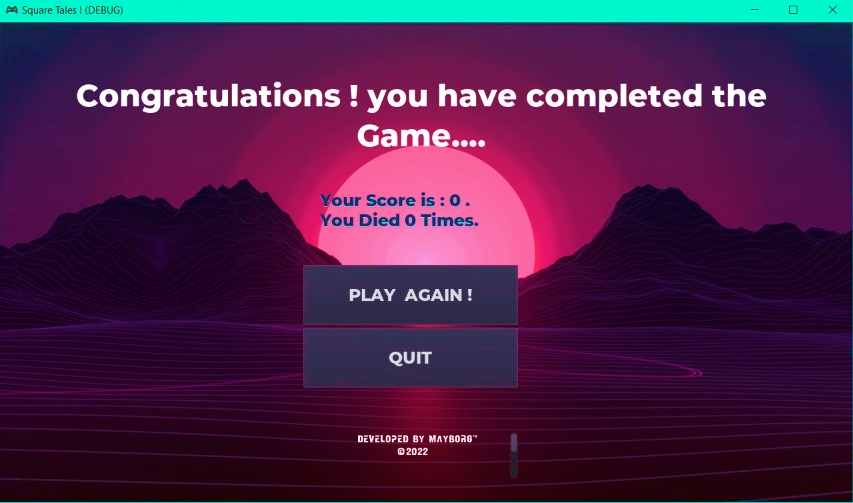 Square Tales ! (DEBUG)
Congratulations ! you have completed the
Game....
Your Score is : 0 .
You Died 0 Times.
PLAY AGAIN !
QUIT
DEVELOPED BY MAYBORG™
©2022